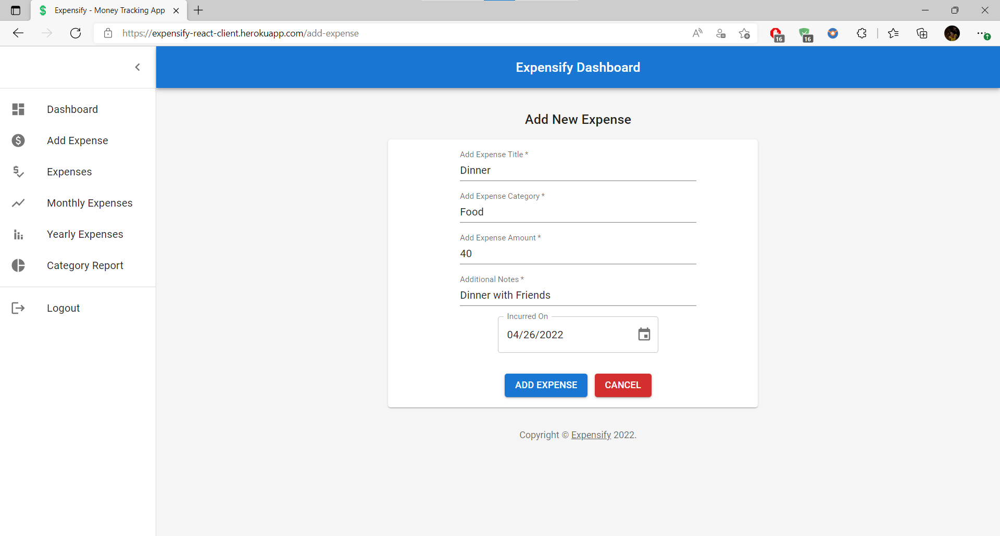 Expensify - Money Tracking App
https://expensify-react-client.herokuapp.com/add-expense
16
16
Expensify Dashboard
Dashboard
Add Expense
Expenses
Monthly Expenses
Yearly Expenses
Category Report
Logout
Add New Expense
Add Expense Title *
Dinner
Add Expense Category *
Food
Add Expense Amount *
40
Additional Notes *
Dinner with Friends
Incurred On
04/26/2022
ADD EXPENSE
CANCEL
Copyright © Expensify 2022.